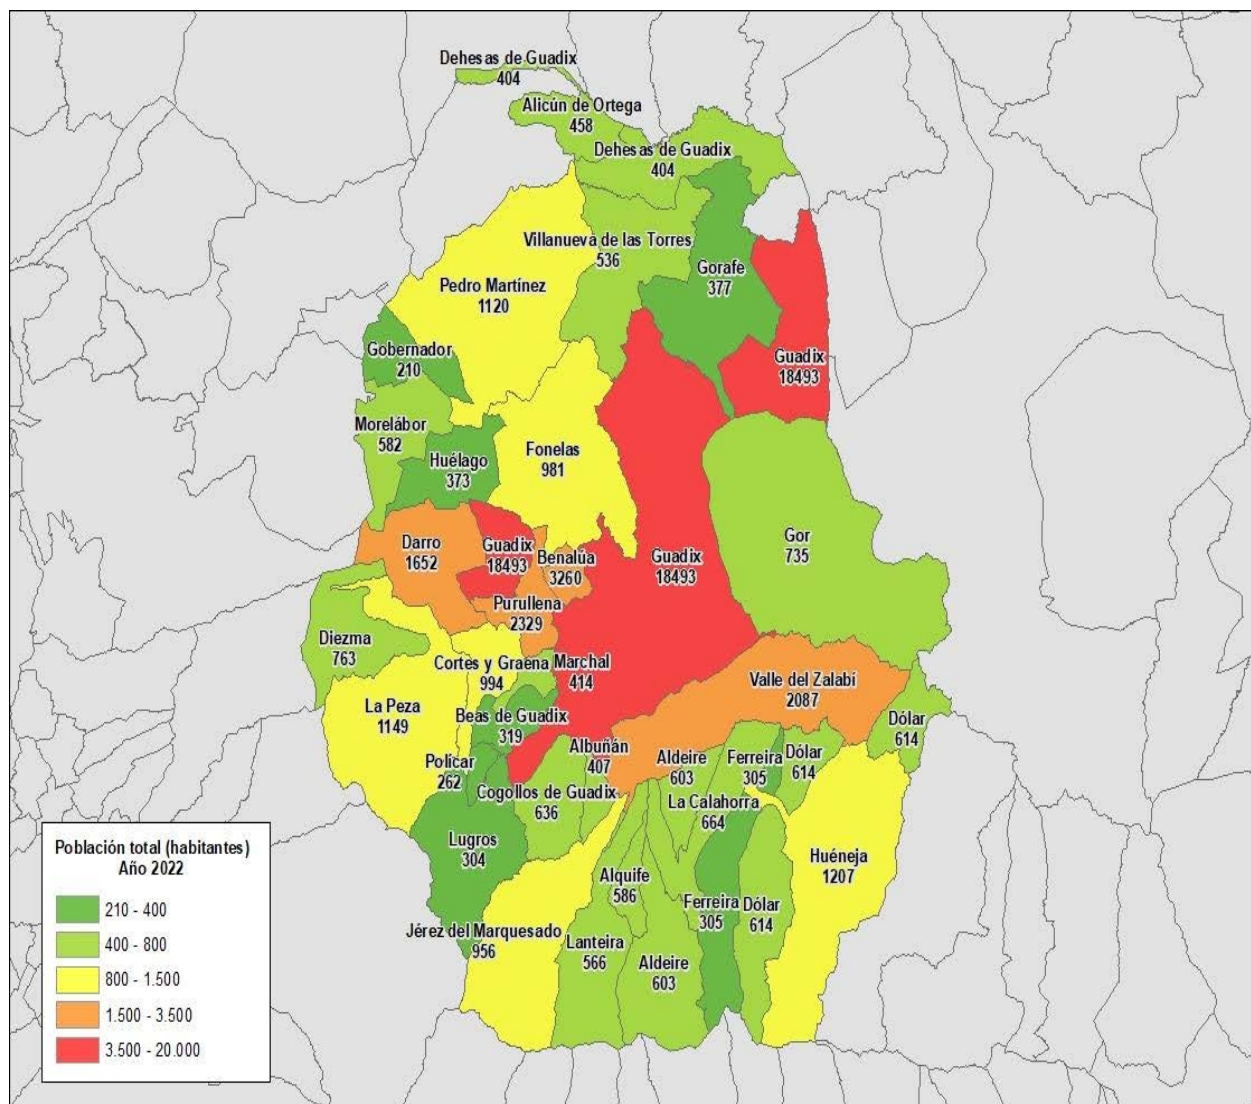 Dehesas de Guadix
404
Alicún de Ortega
458
Dehesas de Guadix
404
Villanueva de las Torres
536
Gorafe
377
Pedro Martínez
1120
Gobernador
210
Guadix
18493
Morelábor
582
Huélago
373
Fonelas
981
Darro
1652
Guadix
18493
Benalúa
3260
Guadix
18493
Gor
735
Purullena
2329
Diezma
763
Cortes y Graena
994
Marchal
414
Valle del Zalabí
2087
La Peza
1149
Beas de Guadix
319
Dólar
614
Polícar
262
Albuñán
407
Aldeire
603
Ferreira
305
Dólar
614
Cogollos de Guadix
636
La Calahorra
664
Lugros
304
Huéneja
1207
Alquife
586
Ferreira
305
Dólar
614
Jérez del Marquesado
956
Lanteira
566
Aldeire
603
Población total (habitantes)
Año 2022
210 - 400
400 - 800
800 - 1.500
1.500 - 3.500
3.500 - 20.000